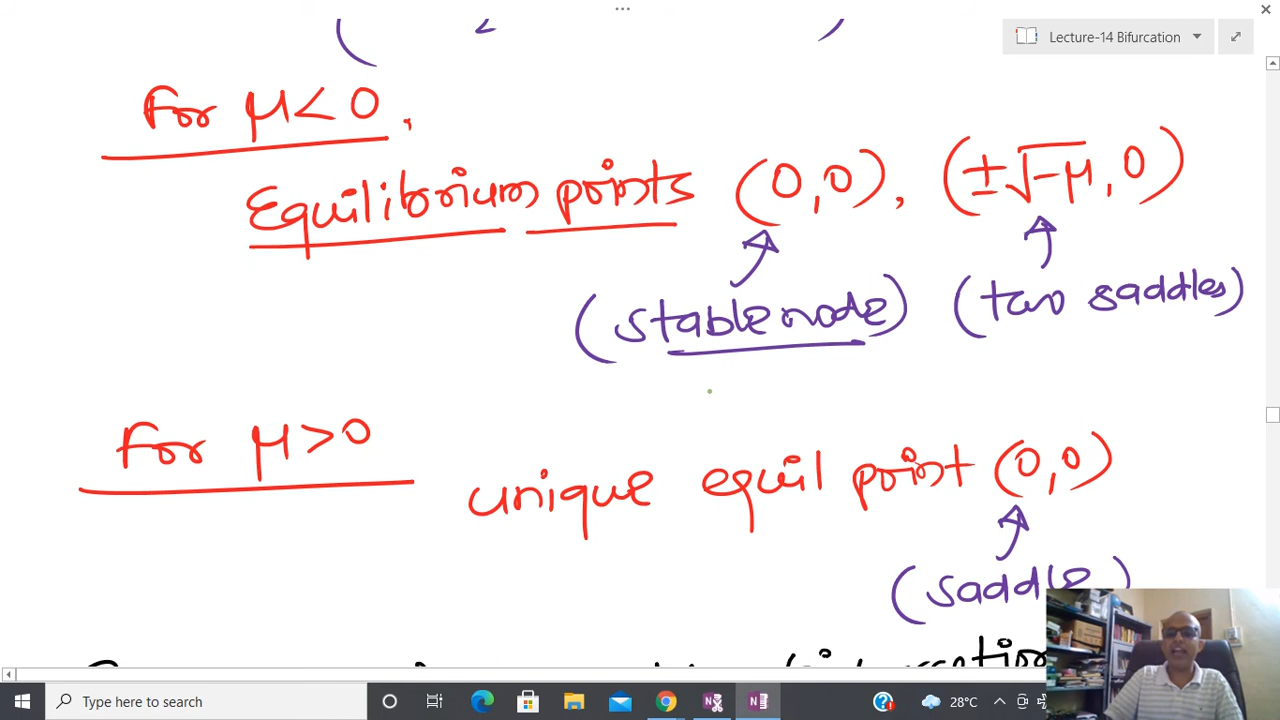 Lecture-14 Bifurcation
For μ < 0,
Equilibrium points (0,0), (±√-μ, 0)
(stable node) (two saddles)
For μ > 0
unique equil point (0,0)
(saddle)
Type here to search
28°C